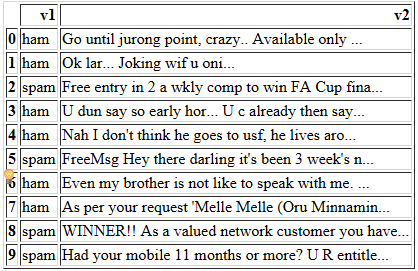 v1 v2
0 ham Go until jurong point, crazy.. Available only ...
1 ham Ok lar... Joking wif u oni...
2 spam Free entry in 2 a wkly comp to win FA Cup fina...
3 ham U dun say so early hor... U c already then say...
4 ham Nah I don't think he goes to usf, he lives aro...
5 spam FreeMsg Hey there darling it's been 3 week's n...
6 ham Even my brother is not like to speak with me. ...
7 ham As per your request 'Melle Melle (Oru Minnamin...
8 spam WINNER!! As a valued network customer you have...
9 spam Had your mobile 11 months or more? U R entitle...